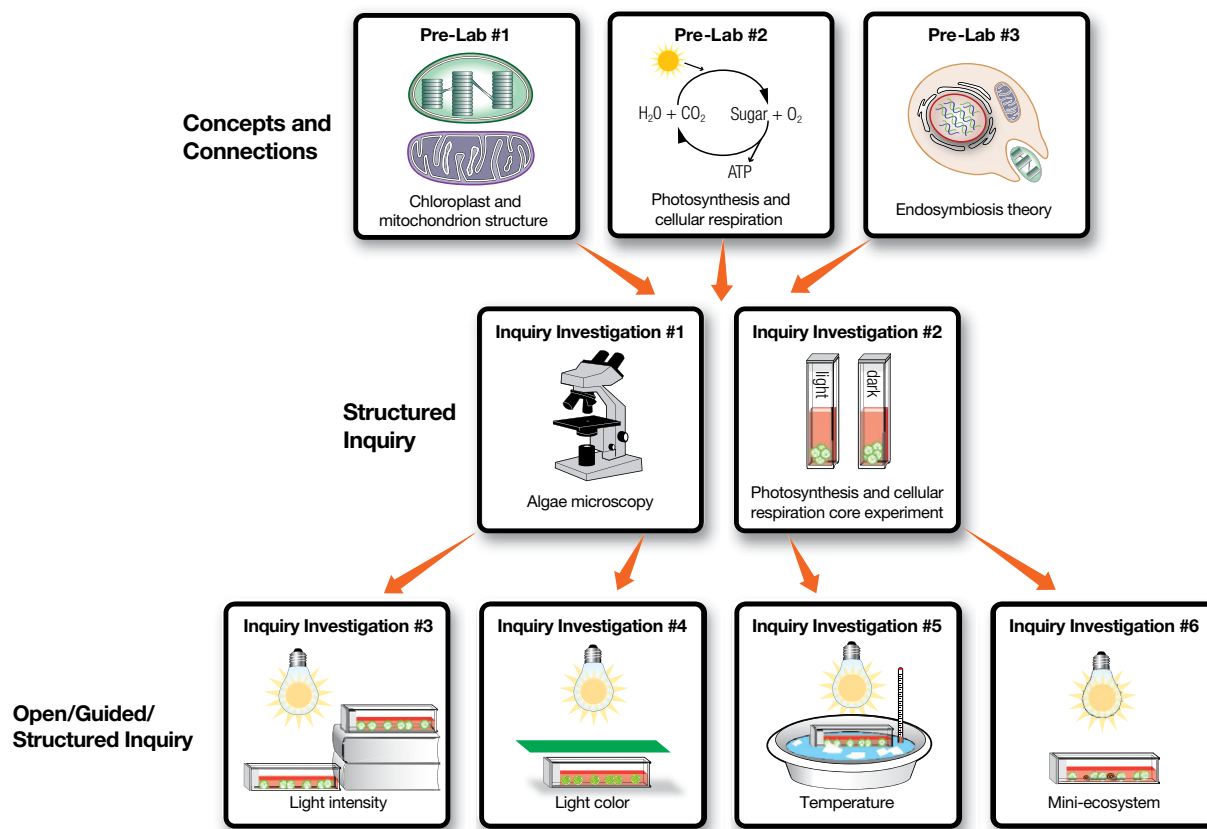 Concepts and
Connections
Pre-Lab #1
Chloroplast and
mitochondrion structure
Pre-Lab #2
H₂O + CO₂ Sugar + O₂
ATP
Photosynthesis and
cellular respiration
Pre-Lab #3
Endosymbiosis theory
Structured
Inquiry
Inquiry Investigation #1
Algae microscopy
Inquiry Investigation #2
light
dark
Photosynthesis and cellular
respiration core experiment
Open/Guided/
Structured Inquiry
Inquiry Investigation #3
Light intensity
Inquiry Investigation #4
Light color
Inquiry Investigation #5
Temperature
Inquiry Investigation #6
Mini-ecosystem